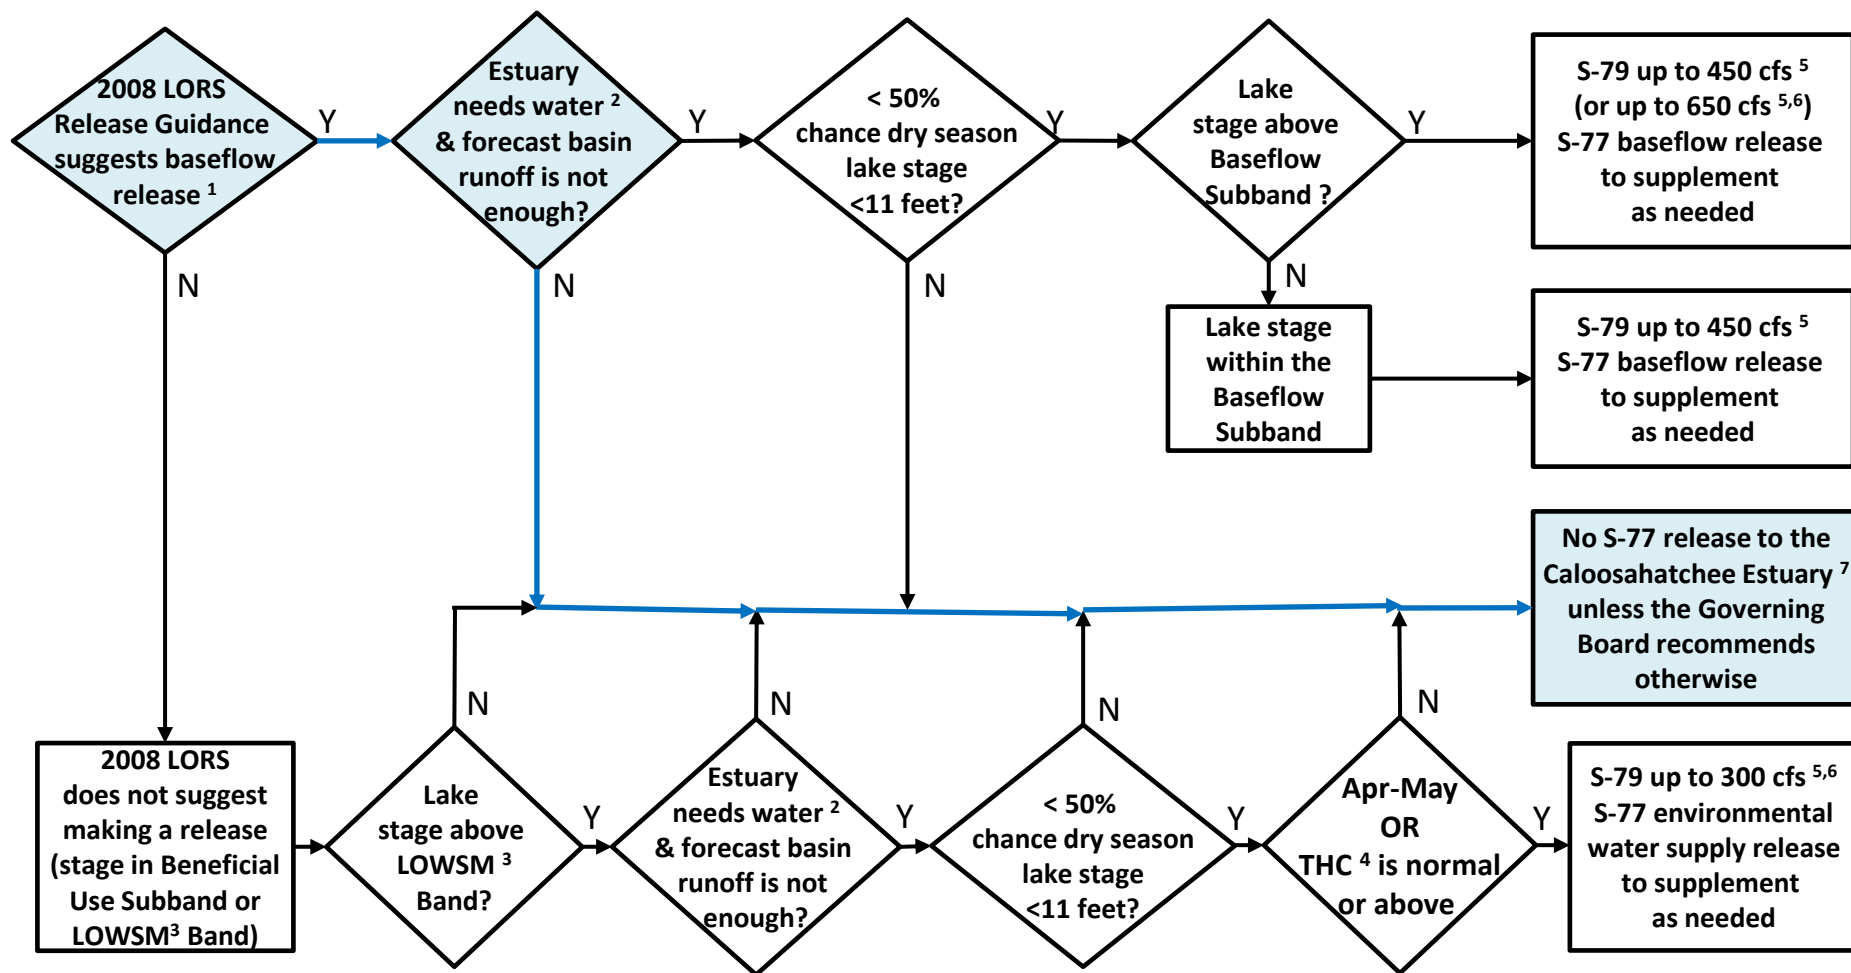 2008 LORS
Release Guidance
suggests baseflow
release 1
Y
N
Estuary
needs water 2
& forecast basin
runoff is not
enough?
Y
N
< 50%
chance dry season
lake stage
<11 feet?
Y
N
Lake
stage above
Baseflow
Subband ?
Y
N
S-79 up to 450 cfs 5
(or up to 650 cfs 5,6)
S-77 baseflow release
to supplement
as needed
Lake stage
within the
Baseflow
Subband
S-79 up to 450 cfs 5
S-77 baseflow release
to supplement
as needed
No S-77 release to the
Caloosahatchee Estuary 7
unless the Governing
Board recommends
otherwise
2008 LORS
does not suggest
making a release
(stage in Beneficial
Use Subband or
LOWSM3 Band)
Lake
stage above
LOWSM 3
Band?
N
Y
Estuary
needs water 2
& forecast basin
runoff is not
enough?
N
Y
< 50%
chance dry season
lake stage
<11 feet?
N
Y
Apr-May
OR
THC 4 is normal
or above
N
Y
S-79 up to 300 cfs 5,6
S-77 environmental
water supply release
to supplement
as needed